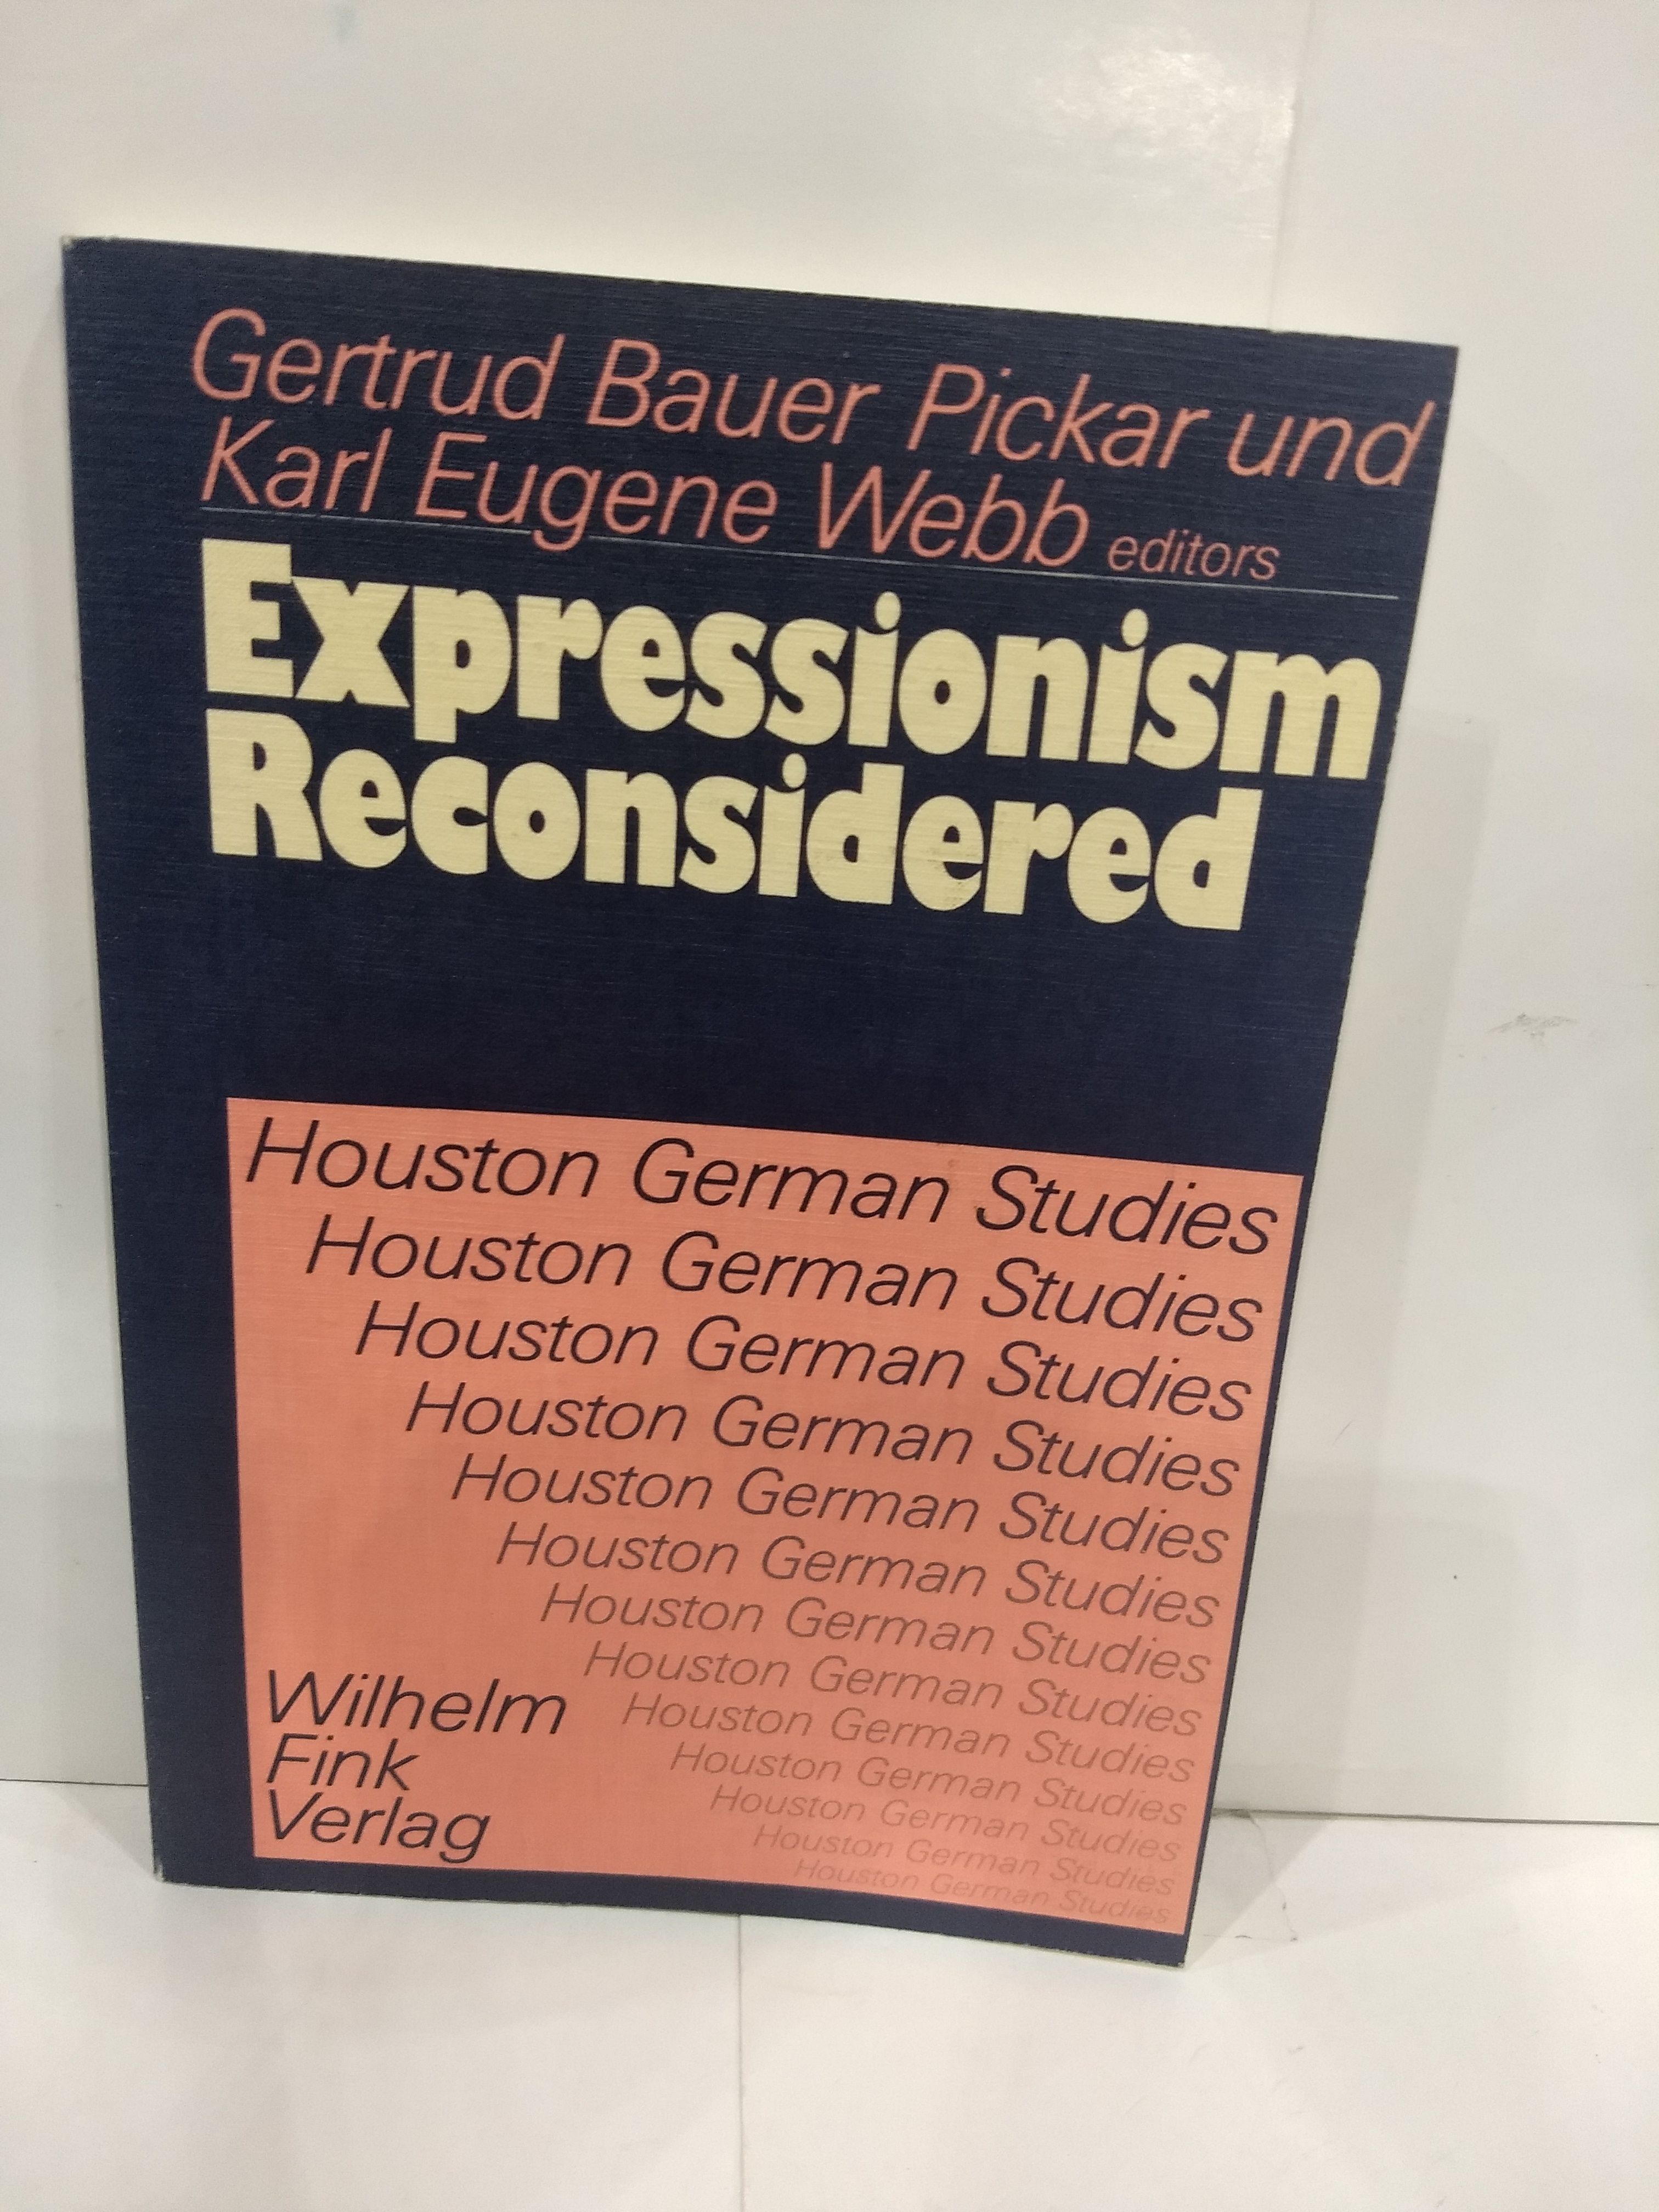 Gertrud Bauer Pickar und
Karl Eugene Webb editors
Expressionism
Reconsidered
Houston German Studies
Houston German Studies
Houston German Studies
Houston German Studies
Houston German Studies
Houston German Studies
Houston German Studies
Houston German Studies
Houston German Studies
Houston German Studies
Houston German Studies
Houston German Studies
Houston German Studies
Wilhelm
Fink
Verlag